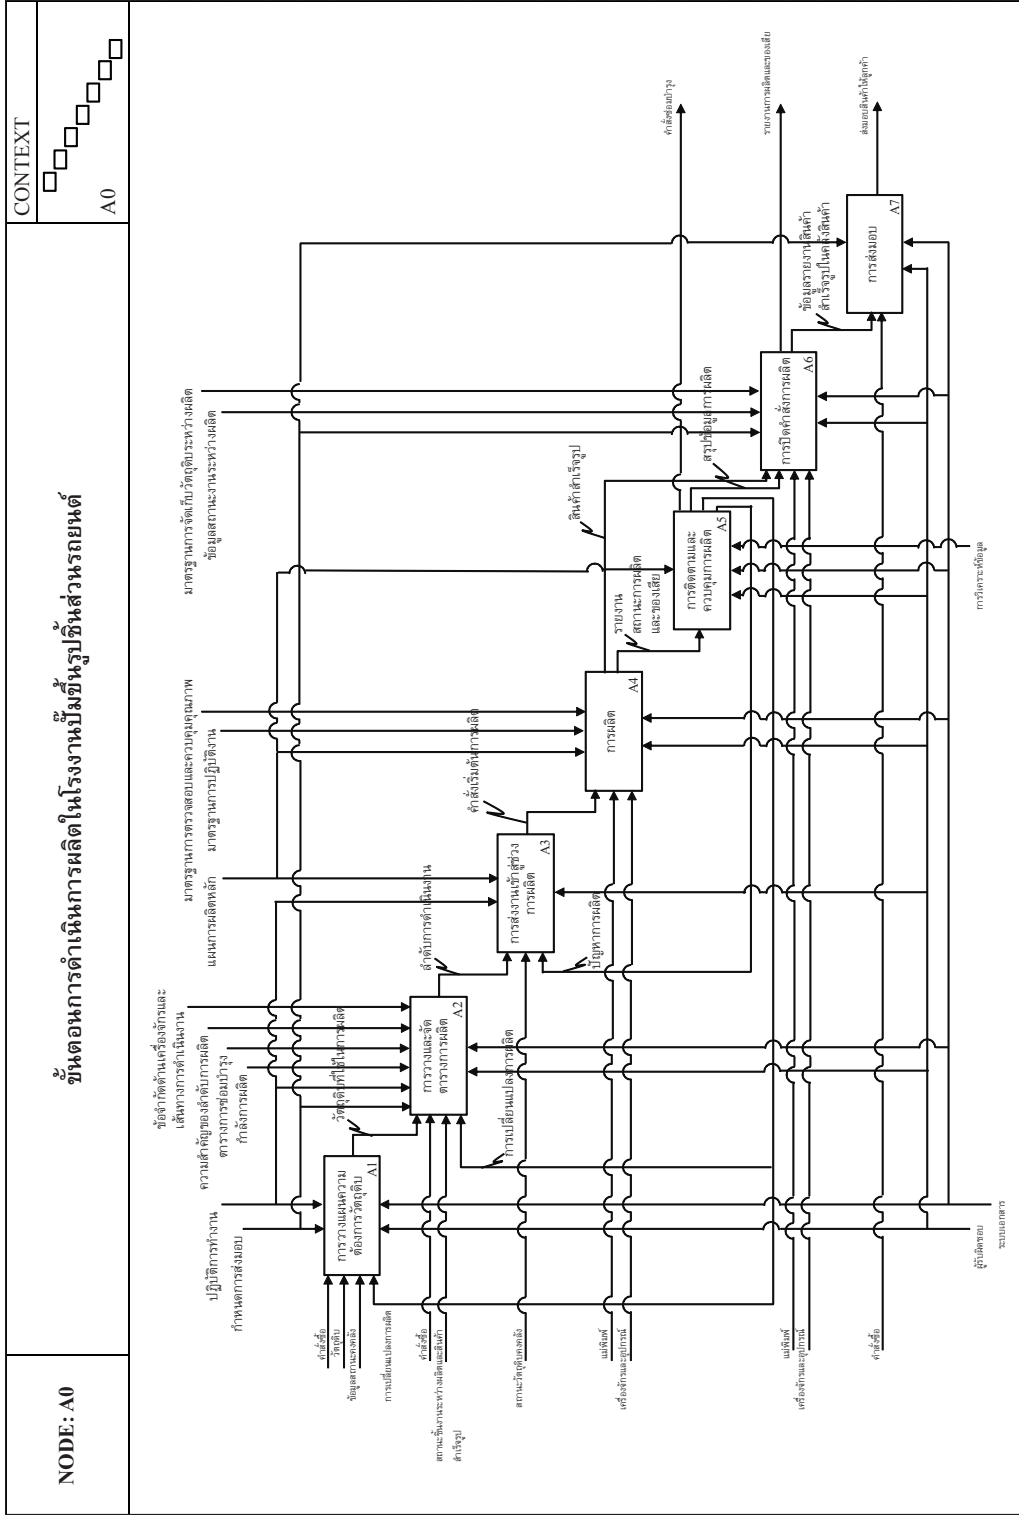 NODE: A0
ขั้นตอนการดำเนินการผลิตในโรงงานปั๊มขึ้นรูปชิ้นส่วนรถยนต์
CONTEXT
A0
ปฏิบัติการทำงาน
กำหนดการส่งมอบ
ข้อจำกัดด้านเครื่องจักรและ
เส้นทางการดำเนินงาน
ความสำคัญของลำดับการผลิต
ตารางการซ่อมบำรุง
กำลังการผลิต
แผนการผลิตหลัก
มาตรฐานการตรวจสอบและควบคุมคุณภาพ
มาตรฐานการปฏิบัติงาน
มาตรฐานการจัดเก็บวัตถุดิบระหว่างผลิต
ข้อมูลสถานะงานระหว่างผลิต
คำสั่งซื้อ
วัตถุดิบ
ข้อมูลสถานะคงคลัง
การเปลี่ยนแปลงการผลิต
การวางแผนความ
ต้องการวัตถุดิบ
A1
วัตถุดิบที่ใช้ในการผลิต
คำสั่งซื้อ
สถานะชิ้นงานระหว่างผลิตและสินค้า
สำเร็จรูป
การวางและจัด
ตารางการผลิต
A2
ลำดับการดำเนินงาน
การเปลี่ยนแปลงการผลิต
สถานะวัตถุดิบคงคลัง
การส่งงานเข้าสู่ช่วง
การผลิต
A3
คำสั่งเริ่มต้นการผลิต
ปัญหาการผลิต
แม่พิมพ์
เครื่องจักรและอุปกรณ์
การผลิต
A4
สินค้าสำเร็จรูป
รายงาน
สถานะการผลิต
และของเสีย
การติดตามและ
ควบคุมการผลิต
A5
คำสั่งซ่อมบำรุง
สรุปข้อมูลการผลิต
แม่พิมพ์
เครื่องจักรและอุปกรณ์
การปิดคำสั่งการผลิต
A6
รายงานการผลิตและของเสีย
ข้อมูลรายงานสินค้า
สำเร็จรูปในคลังสินค้า
คำสั่งซื้อ
การส่งมอบ
A7
ส่งมอบสินค้าให้ลูกค้า
ผู้รับผิดชอบ
ระบบเอกสาร
การวิเคราะห์ข้อมูล